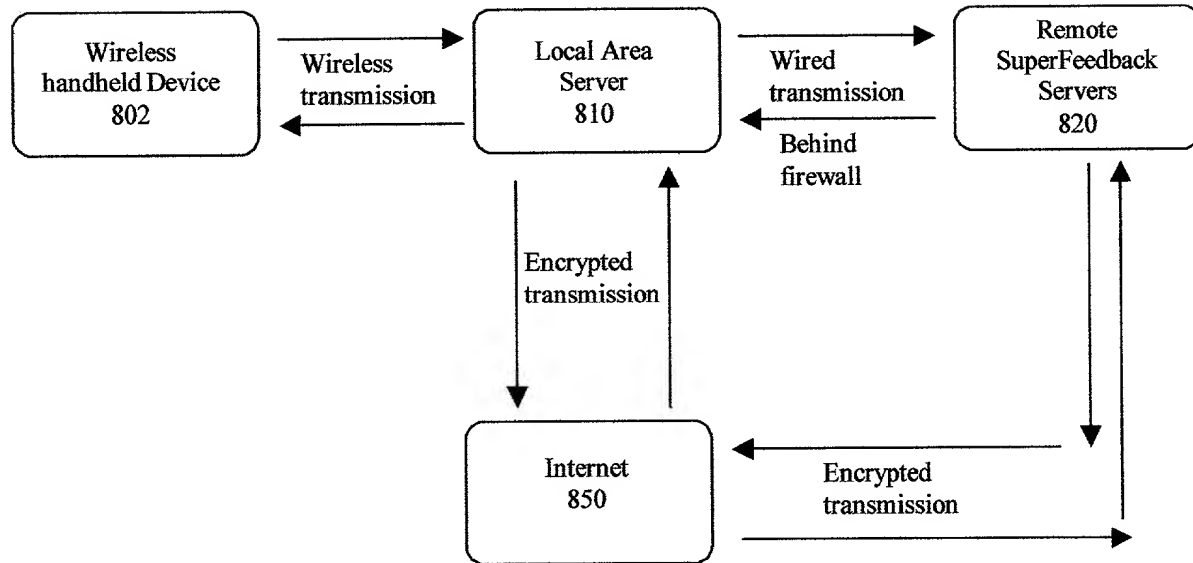 Wireless
handheld Device
802
Wireless
transmission
Local Area
Server
810
Wired
transmission
Behind
firewall
Remote
SuperFeedback
Servers
820
Encrypted
transmission
Internet
850
Encrypted
transmission